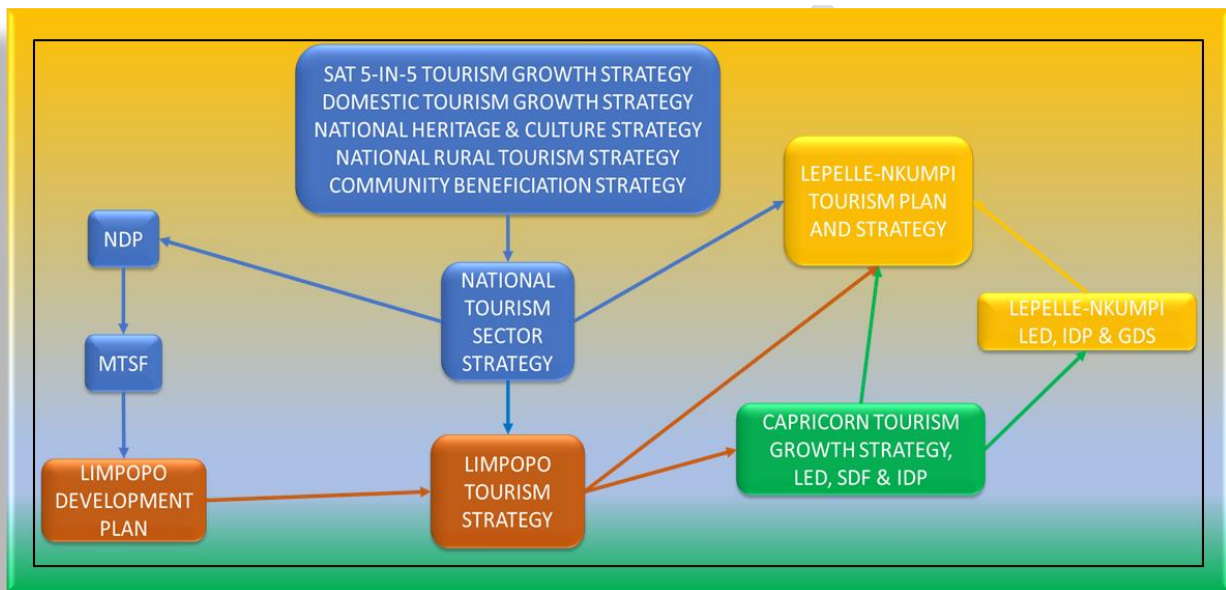 SAT 5-IN-5 TOURISM GROWTH STRATEGY
DOMESTIC TOURISM GROWTH STRATEGY
NATIONAL HERITAGE & CULTURE STRATEGY
NATIONAL RURAL TOURISM STRATEGY
COMMUNITY BENEFICIATION STRATEGY
LEPELLE-NKUMPI
TOURISM PLAN
AND STRATEGY
NDP
NATIONAL
TOURISM
SECTOR
STRATEGY
LEPELLE-NKUMPI
LED, IDP & GDS
MTSF
CAPRICORN TOURISM
GROWTH STRATEGY,
LED, SDF & IDP
LIMPOPO
DEVELOPMENT
PLAN
LIMPOPO
TOURISM
STRATEGY